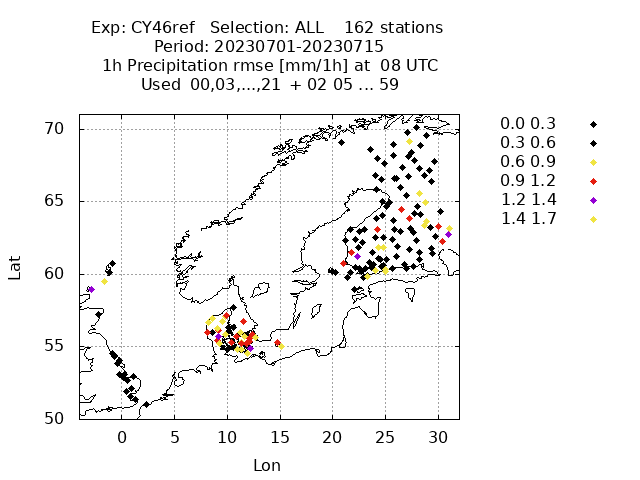 Exp: CY46ref   Selection: ALL    162 stations
Period: 20230701-20230715
1h Precipitation rmse [mm/1h] at  08 UTC
Used  00,03,...,21  + 02 05 ... 59
0.0 0.3
0.3 0.6
0.6 0.9
0.9 1.2
1.2 1.4
1.4 1.7
70
65
60
55
50
Lat
0 5 10 15 20 25 30
Lon